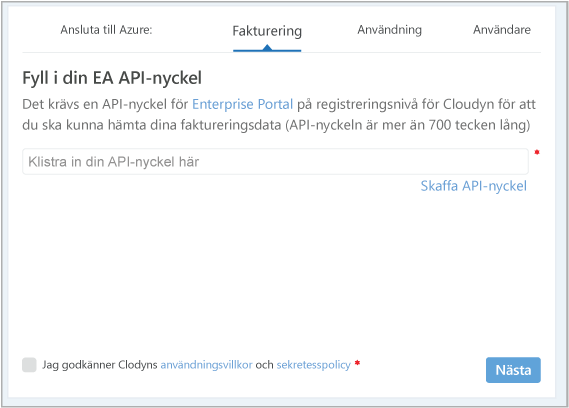 Ansluta till Azure: Fakturering Användning Användare
Fyll i din EA API-nyckel
Det krävs en API-nyckel för Enterprise Portal på registreringsnivå för Cloudyn för att
du ska kunna hämta dina faktureringsdata (API-nyckeln är mer än 700 tecken lång)
Klistra in din API-nyckel här *
Skaffa API-nyckel
Jag godkänner Clodyns användningsvillkor och sekretesspolicy * Nästa